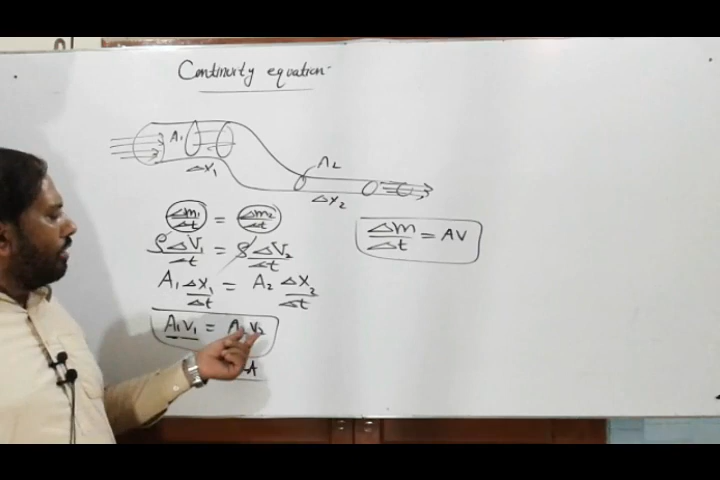 Continuity equation.
A₁
A₂
Δx₁
Δx₂
Δm₁/Δt = Δm₂/Δt
ρΔV₁/Δt = ρΔV₂/Δt
Δm/Δt = AV
A₁ Δx₁/Δt = A₂ Δx₂/Δt
A₁V₁ = A₂V₂
A